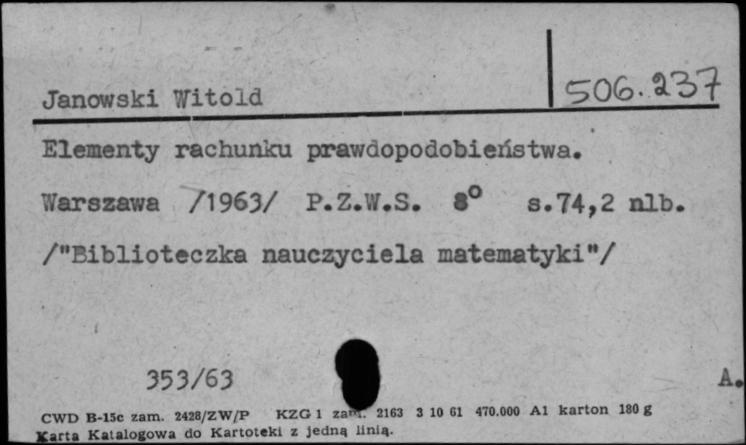 506.237
Janowski Witold
Elementy rachunku prawdopodobieństwa.
Warszawa /1963/ P.Z.W.S. 8° s.74,2 nlb.
/"Biblioteczka nauczyciela matematyki"/
353/63 A.
CWD B-15c zam. 2428/ZW/P KZG 1 zam. 2163 3 10 61 470.000 A1 karton 180 g
Karta Katalogowa do Kartoteki z jedną linią.